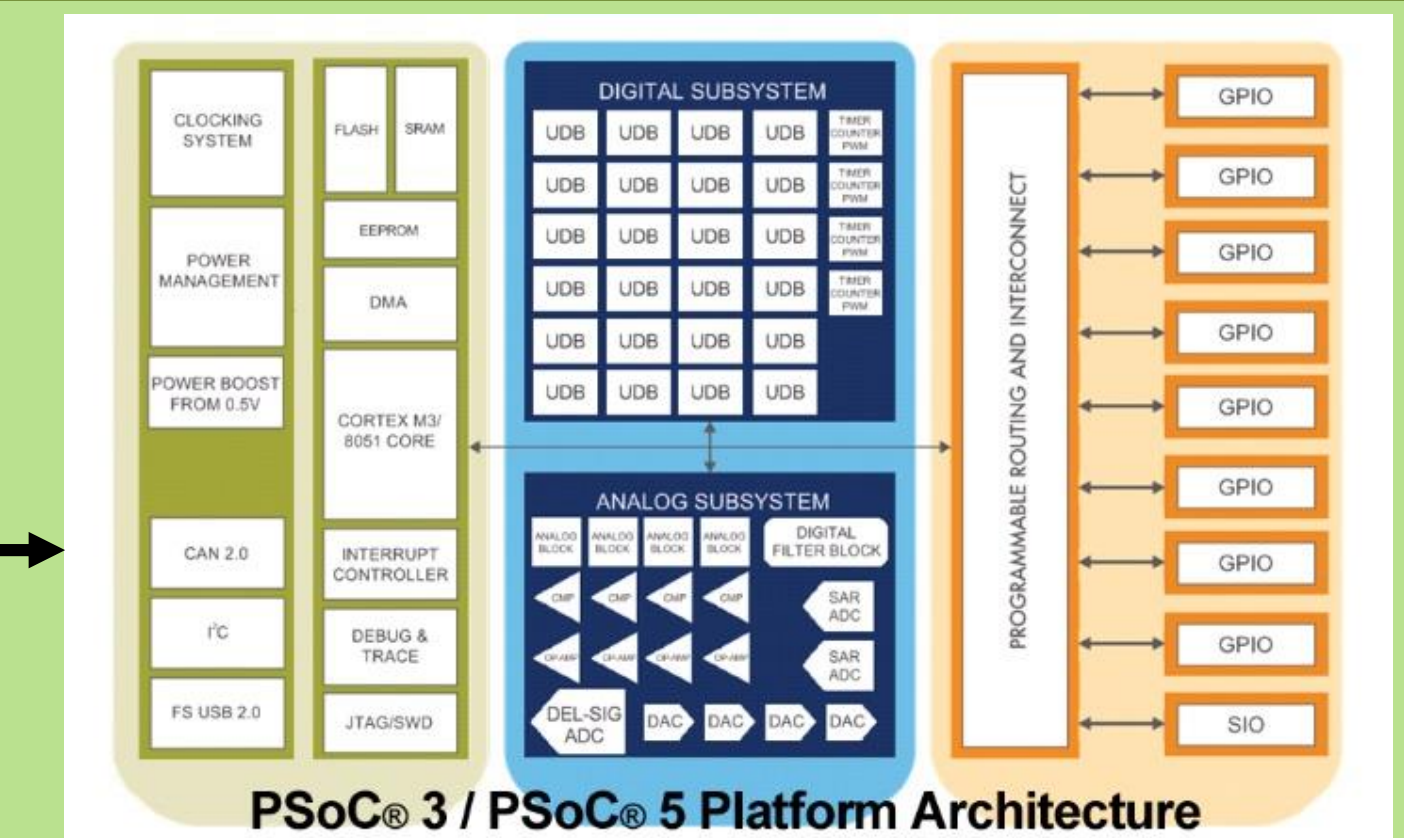 CLOCKING
SYSTEM
POWER
MANAGEMENT
POWER BOOST
FROM 0.5V
CAN 2.0
I²C
FS USB 2.0
FLASH
SRAM
EEPROM
DMA
CORTEX M3/
8051 CORE
INTERRUPT
CONTROLLER
DEBUG &
TRACE
JTAG/SWD
DIGITAL SUBSYSTEM
UDB UDB UDB UDB
TIMER
COUNTER
PWM
UDB UDB UDB UDB
TIMER
COUNTER
PWM
UDB UDB UDB UDB
TIMER
COUNTER
PWM
UDB UDB UDB UDB
TIMER
COUNTER
PWM
UDB UDB UDB UDB
UDB UDB UDB UDB
ANALOG SUBSYSTEM
ANALOG
BLOCK
ANALOG
BLOCK
ANALOG
BLOCK
ANALOG
BLOCK
DIGITAL
FILTER BLOCK
CMP CMP CMP CMP
SAR
ADC
OP-AMP OP-AMP OP-AMP OP-AMP
SAR
ADC
DEL-SIG
ADC
DAC DAC DAC DAC
PROGRAMMABLE ROUTING AND INTERCONNECT
GPIO
GPIO
GPIO
GPIO
GPIO
GPIO
GPIO
GPIO
SIO
PSoC® 3 / PSoC® 5 Platform Architecture